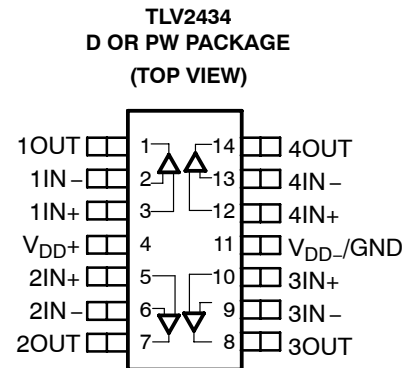 TLV2434
D OR PW PACKAGE
(TOP VIEW)
1OUT 1 14 4OUT
1IN− 2 13 4IN−
1IN+ 3 12 4IN+
VDD+ 4 11 VDD−/GND
2IN+ 5 10 3IN+
2IN− 6 9 3IN−
2OUT 7 8 3OUT